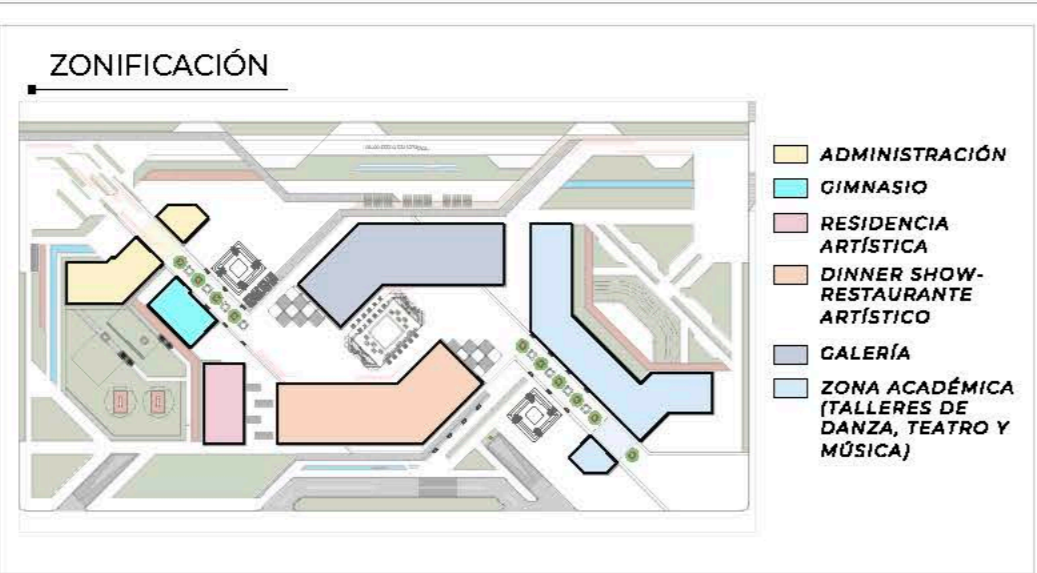 ZONIFICACIÓN
ADMINISTRACIÓN
GIMNASIO
RESIDENCIA
ARTÍSTICA
DINNER SHOW-
RESTAURANTE
ARTÍSTICO
GALERÍA
ZONA ACADÉMICA
(TALLERES DE
DANZA, TEATRO Y
MÚSICA)